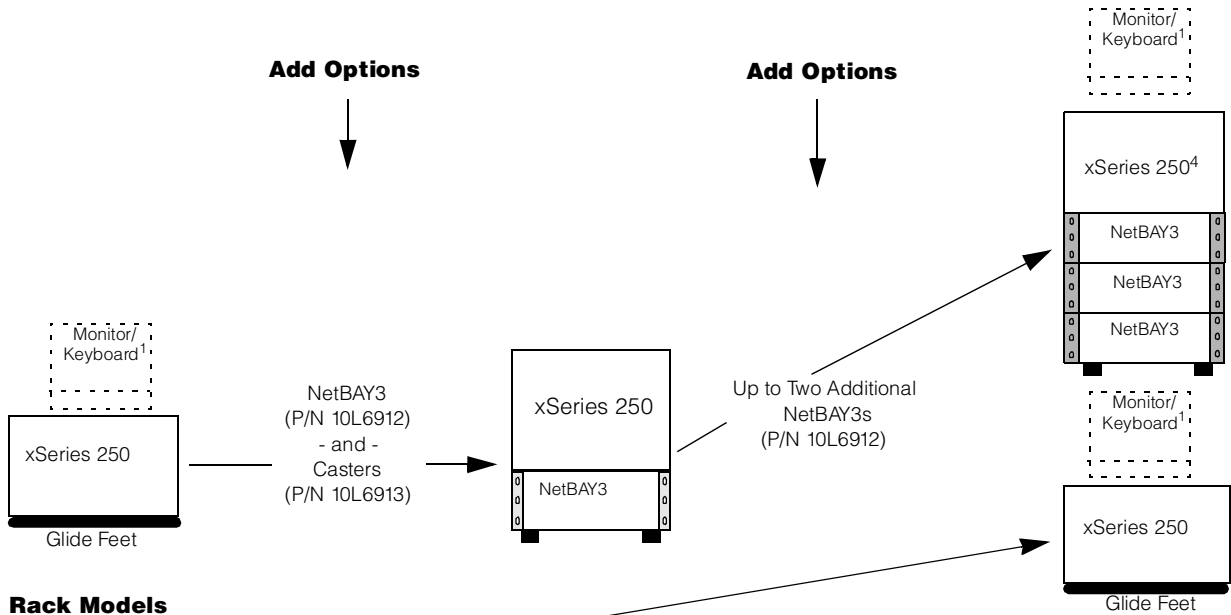 Add Options
Add Options
Monitor/
Keyboard¹
xSeries 250⁴
NetBAY3
NetBAY3
NetBAY3
Monitor/
Keyboard¹
xSeries 250
Glide Feet
NetBAY3
(P/N 10L6912)
- and -
Casters
(P/N 10L6913)
xSeries 250
NetBAY3
Up to Two Additional
NetBAY3s
(P/N 10L6912)
Monitor/
Keyboard¹
xSeries 250
Glide Feet
Rack Models